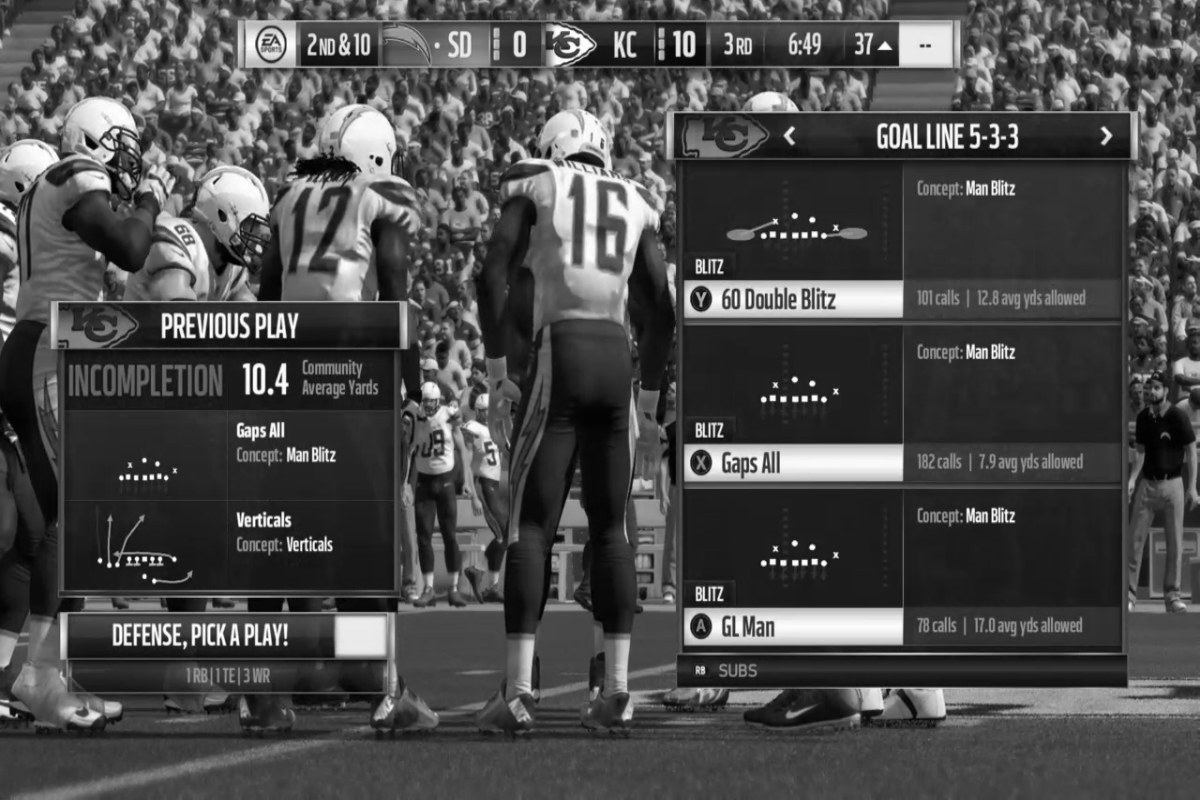 EA SPORTS 2ND & 10 SD 0 KC 10 3RD 6:49 37 --
GOAL LINE 5-3-3
Concept: Man Blitz
BLITZ
Y 60 Double Blitz 101 calls | 12.8 avg yds allowed
Concept: Man Blitz
BLITZ
X Gaps All 182 calls | 7.9 avg yds allowed
Concept: Man Blitz
BLITZ
A GL Man 78 calls | 17.0 avg yds allowed
RB SUBS
PREVIOUS PLAY
INCOMPLETION 10.4 Community
Average Yards
Gaps All
Concept: Man Blitz
Verticals
Concept: Verticals
DEFENSE, PICK A PLAY!
1 RB | 1 TE | 3 WR
68
12
16